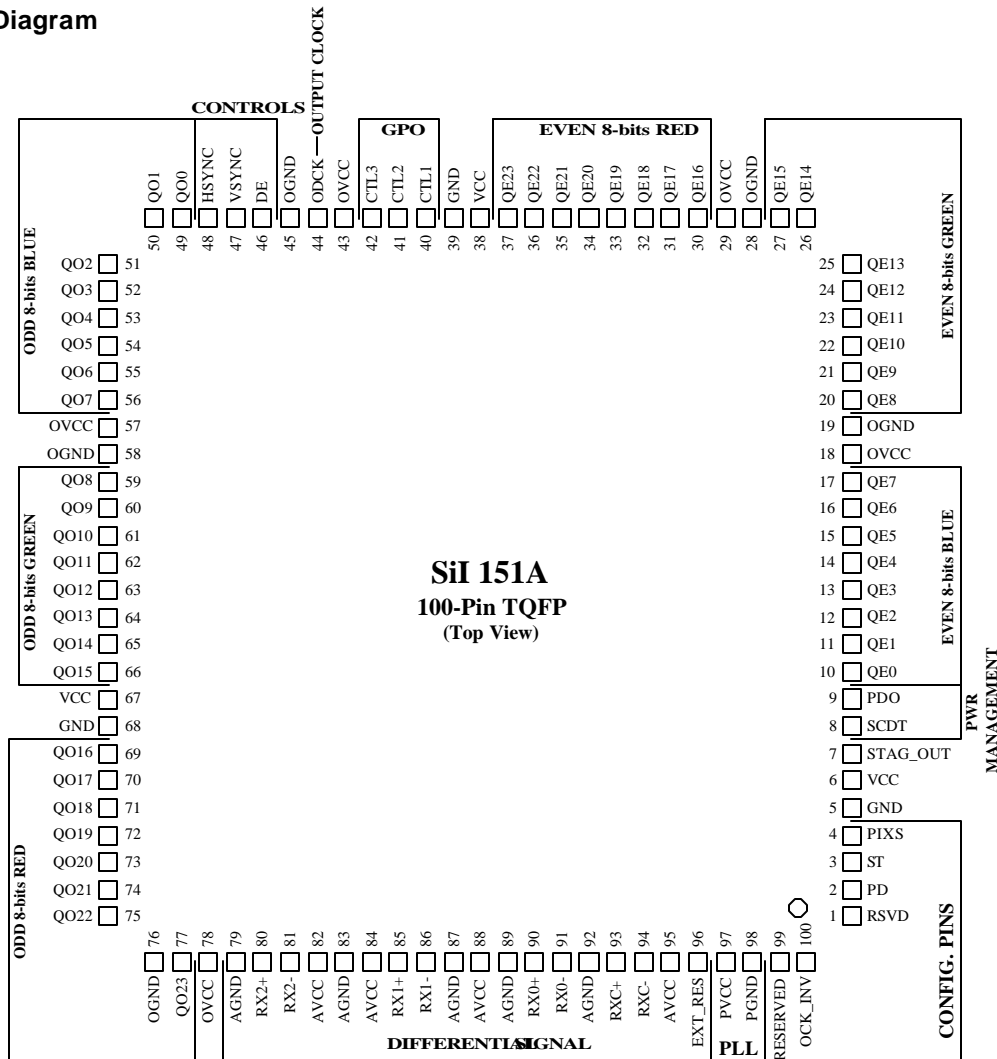 Diagram
CONTROLS
OUTPUT CLOCK
GPO
EVEN 8-bits RED
QO1
QO0
HSYNC
VSYNC
DE
OGND
ODCK
OVCC
CTL3
CTL2
CTL1
GND
VCC
QE23
QE22
QE21
QE20
QE19
QE18
QE17
QE16
OVCC
OGND
QE15
QE14
50
49
48
47
46
45
44
43
42
41
40
39
38
37
36
35
34
33
32
31
30
29
28
27
26
ODD 8-bits BLUE
QO2 51
QO3 52
QO4 53
QO5 54
QO6 55
QO7 56
OVCC 57
OGND 58
ODD 8-bits GREEN
QO8 59
QO9 60
QO10 61
QO11 62
QO12 63
QO13 64
QO14 65
QO15 66
VCC 67
GND 68
ODD 8-bits RED
QO16 69
QO17 70
QO18 71
QO19 72
QO20 73
QO21 74
QO22 75
SiI 151A
100-Pin TQFP
(Top View)
25 QE13
24 QE12
23 QE11
22 QE10
21 QE9
20 QE8
EVEN 8-bits GREEN
19 OGND
18 OVCC
17 QE7
16 QE6
15 QE5
14 QE4
13 QE3
12 QE2
11 QE1
10 QE0
EVEN 8-bits BLUE
9 PDO
8 SCDT
PWR
MANAGEMENT
7 STAG_OUT
6 VCC
5 GND
4 PIXS
3 ST
2 PD
1 RSVD
CONFIG. PINS
76
77
78
79
80
81
82
83
84
85
86
87
88
89
90
91
92
93
94
95
96
97
98
99
100
OGND
QO23
OVCC
AGND
RX2+
RX2-
AVCC
AGND
AVCC
RX1+
RX1-
AGND
AVCC
AGND
RX0+
RX0-
AGND
RXC+
RXC-
AVCC
EXT_RES
PVCC
PGND
RESERVED
OCK_INV
DIFFERENTIAL SIGNAL
PLL